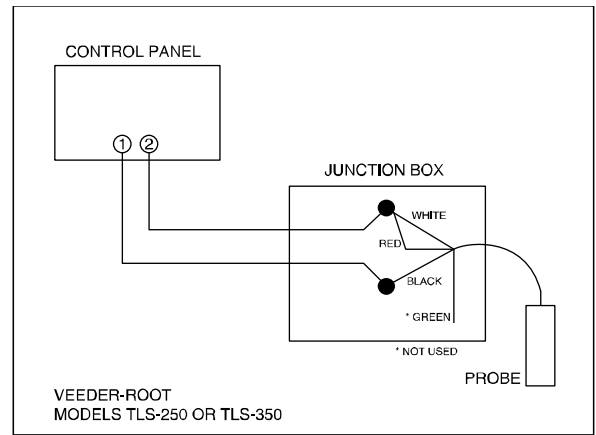 CONTROL PANEL
1 2
JUNCTION BOX
WHITE
RED
BLACK
* GREEN
* NOT USED
PROBE
VEEDER-ROOT
MODELS TLS-250 OR TLS-350